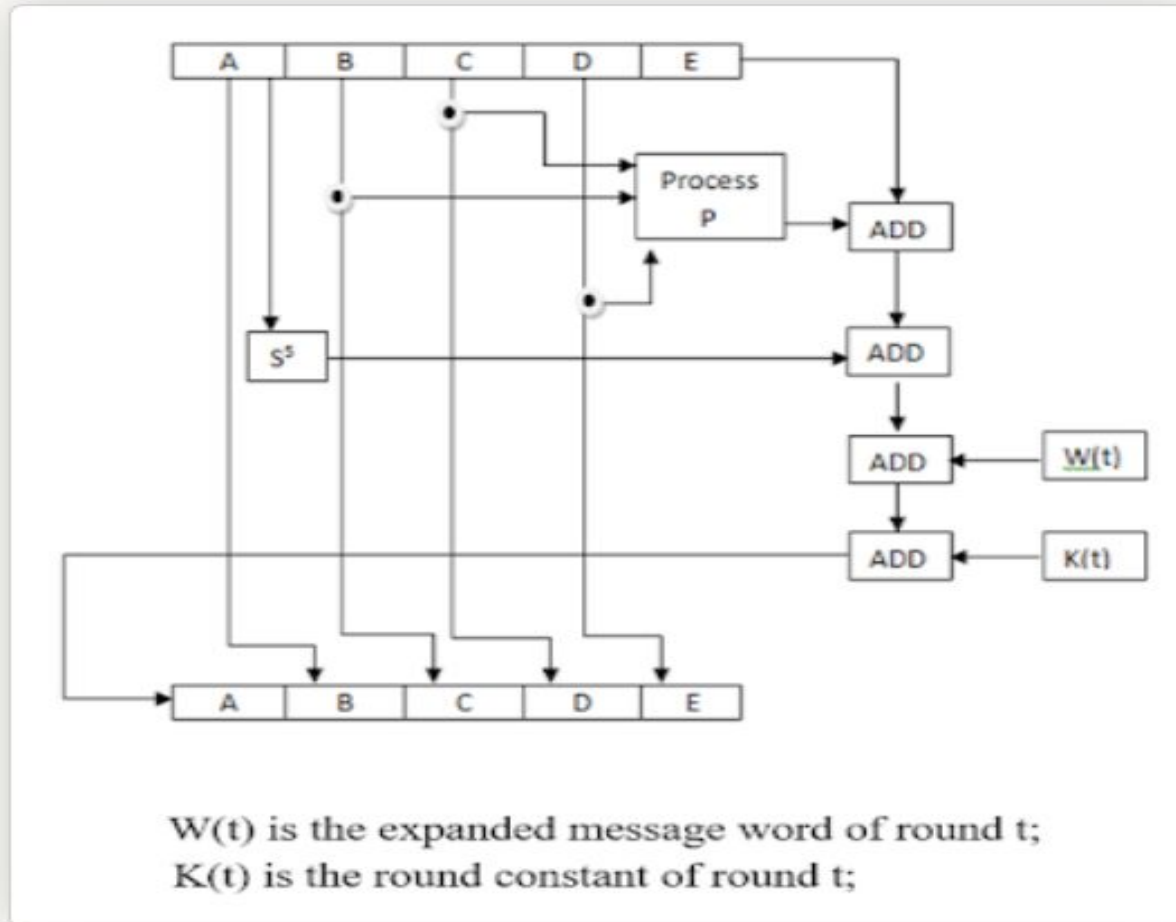 A B C D E
Process
P
ADD
S⁵
ADD
ADD
W(t)
ADD
K(t)
A B C D E
W(t) is the expanded message word of round t;
K(t) is the round constant of round t;